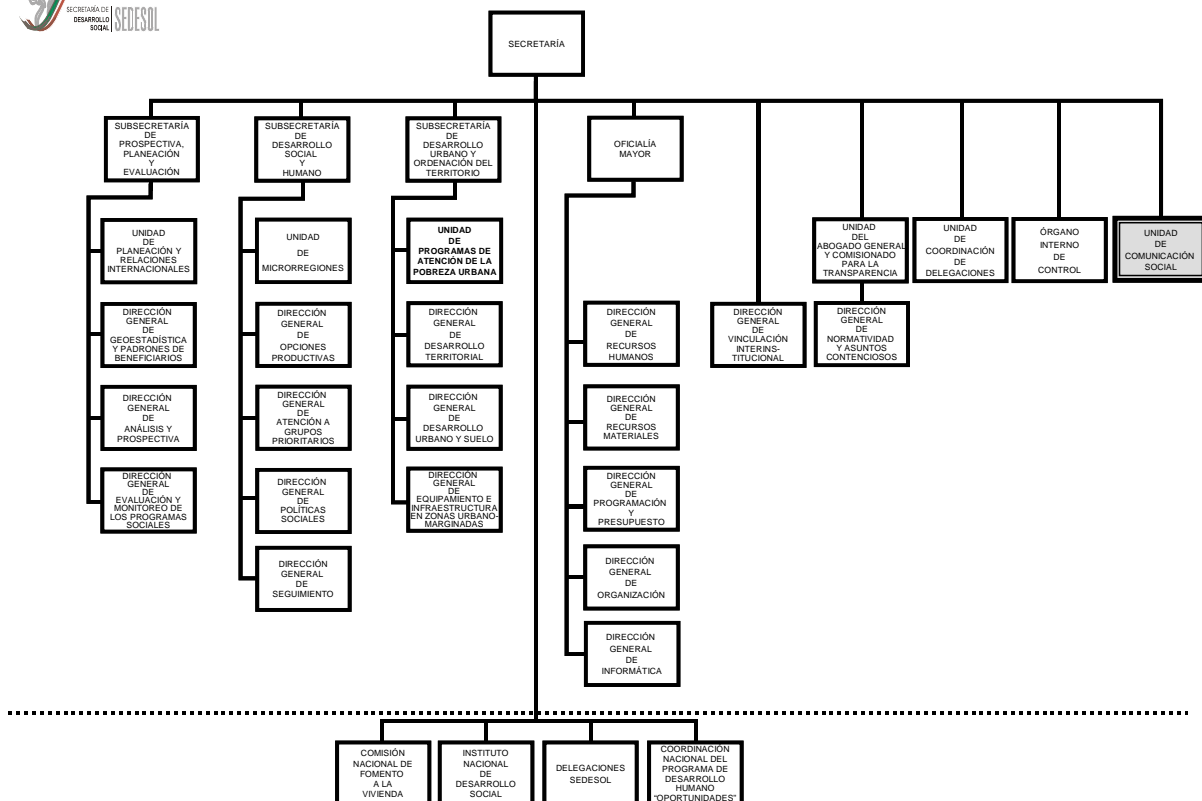 SECRETARÍA DE
DESARROLLO
SOCIAL
SEDESOL
SECRETARÍA
SUBSECRETARÍA
DE
PROSPECTIVA,
PLANEACIÓN
Y
EVALUACIÓN
SUBSECRETARÍA
DE
DESARROLLO
SOCIAL
Y
HUMANO
SUBSECRETARÍA
DE
DESARROLLO
URBANO Y
ORDENACIÓN DEL
TERRITORIO
OFICIALÍA
MAYOR
UNIDAD
DE
PLANEACIÓN Y
RELACIONES
INTERNACIONALES
UNIDAD
DE
MICRORREGIONES
UNIDAD
DE
PROGRAMAS DE
ATENCIÓN DE LA
POBREZA URBANA
UNIDAD
DEL
ABOGADO GENERAL
Y COMISIONADO
PARA LA
TRANSPARENCIA
UNIDAD
DE
COORDINACIÓN
DE
DELEGACIONES
ÓRGANO
INTERNO
DE
CONTROL
UNIDAD
DE
COMUNICACIÓN
SOCIAL
DIRECCIÓN
GENERAL
DE
GEOESTADÍSTICA
Y PADRONES DE
BENEFICIARIOS
DIRECCIÓN
GENERAL
DE
OPCIONES
PRODUCTIVAS
DIRECCIÓN
GENERAL
DE
DESARROLLO
TERRITORIAL
DIRECCIÓN
GENERAL
DE
RECURSOS
HUMANOS
DIRECCIÓN
GENERAL
DE
VINCULACIÓN
INTERINS-
TITUCIONAL
DIRECCIÓN
GENERAL
DE
NORMATIVIDAD
Y ASUNTOS
CONTENCIOSOS
DIRECCIÓN
GENERAL
DE
ANÁLISIS Y
PROSPECTIVA
DIRECCIÓN
GENERAL
DE
ATENCIÓN A
GRUPOS
PRIORITARIOS
DIRECCIÓN
GENERAL
DE
DESARROLLO
URBANO Y SUELO
DIRECCIÓN
GENERAL
DE
RECURSOS
MATERIALES
DIRECCIÓN
GENERAL
DE
EVALUACIÓN Y
MONITOREO DE
LOS PROGRAMAS
SOCIALES
DIRECCIÓN
GENERAL
DE
POLÍTICAS
SOCIALES
DIRECCIÓN
GENERAL
DE
EQUIPAMIENTO E
INFRAESTRUCTURA
EN ZONAS URBANO-
MARGINADAS
DIRECCIÓN
GENERAL
DE
PROGRAMACIÓN
Y
PRESUPUESTO
DIRECCIÓN
GENERAL
DE
SEGUIMIENTO
DIRECCIÓN
GENERAL
DE
ORGANIZACIÓN
DIRECCIÓN
GENERAL
DE
INFORMÁTICA
COMISIÓN
NACIONAL DE
FOMENTO
A LA
VIVIENDA
INSTITUTO
NACIONAL
DE
DESARROLLO
SOCIAL
DELEGACIONES
SEDESOL
COORDINACIÓN
NACIONAL DEL
PROGRAMA DE
DESARROLLO
HUMANO
"OPORTUNIDADES"